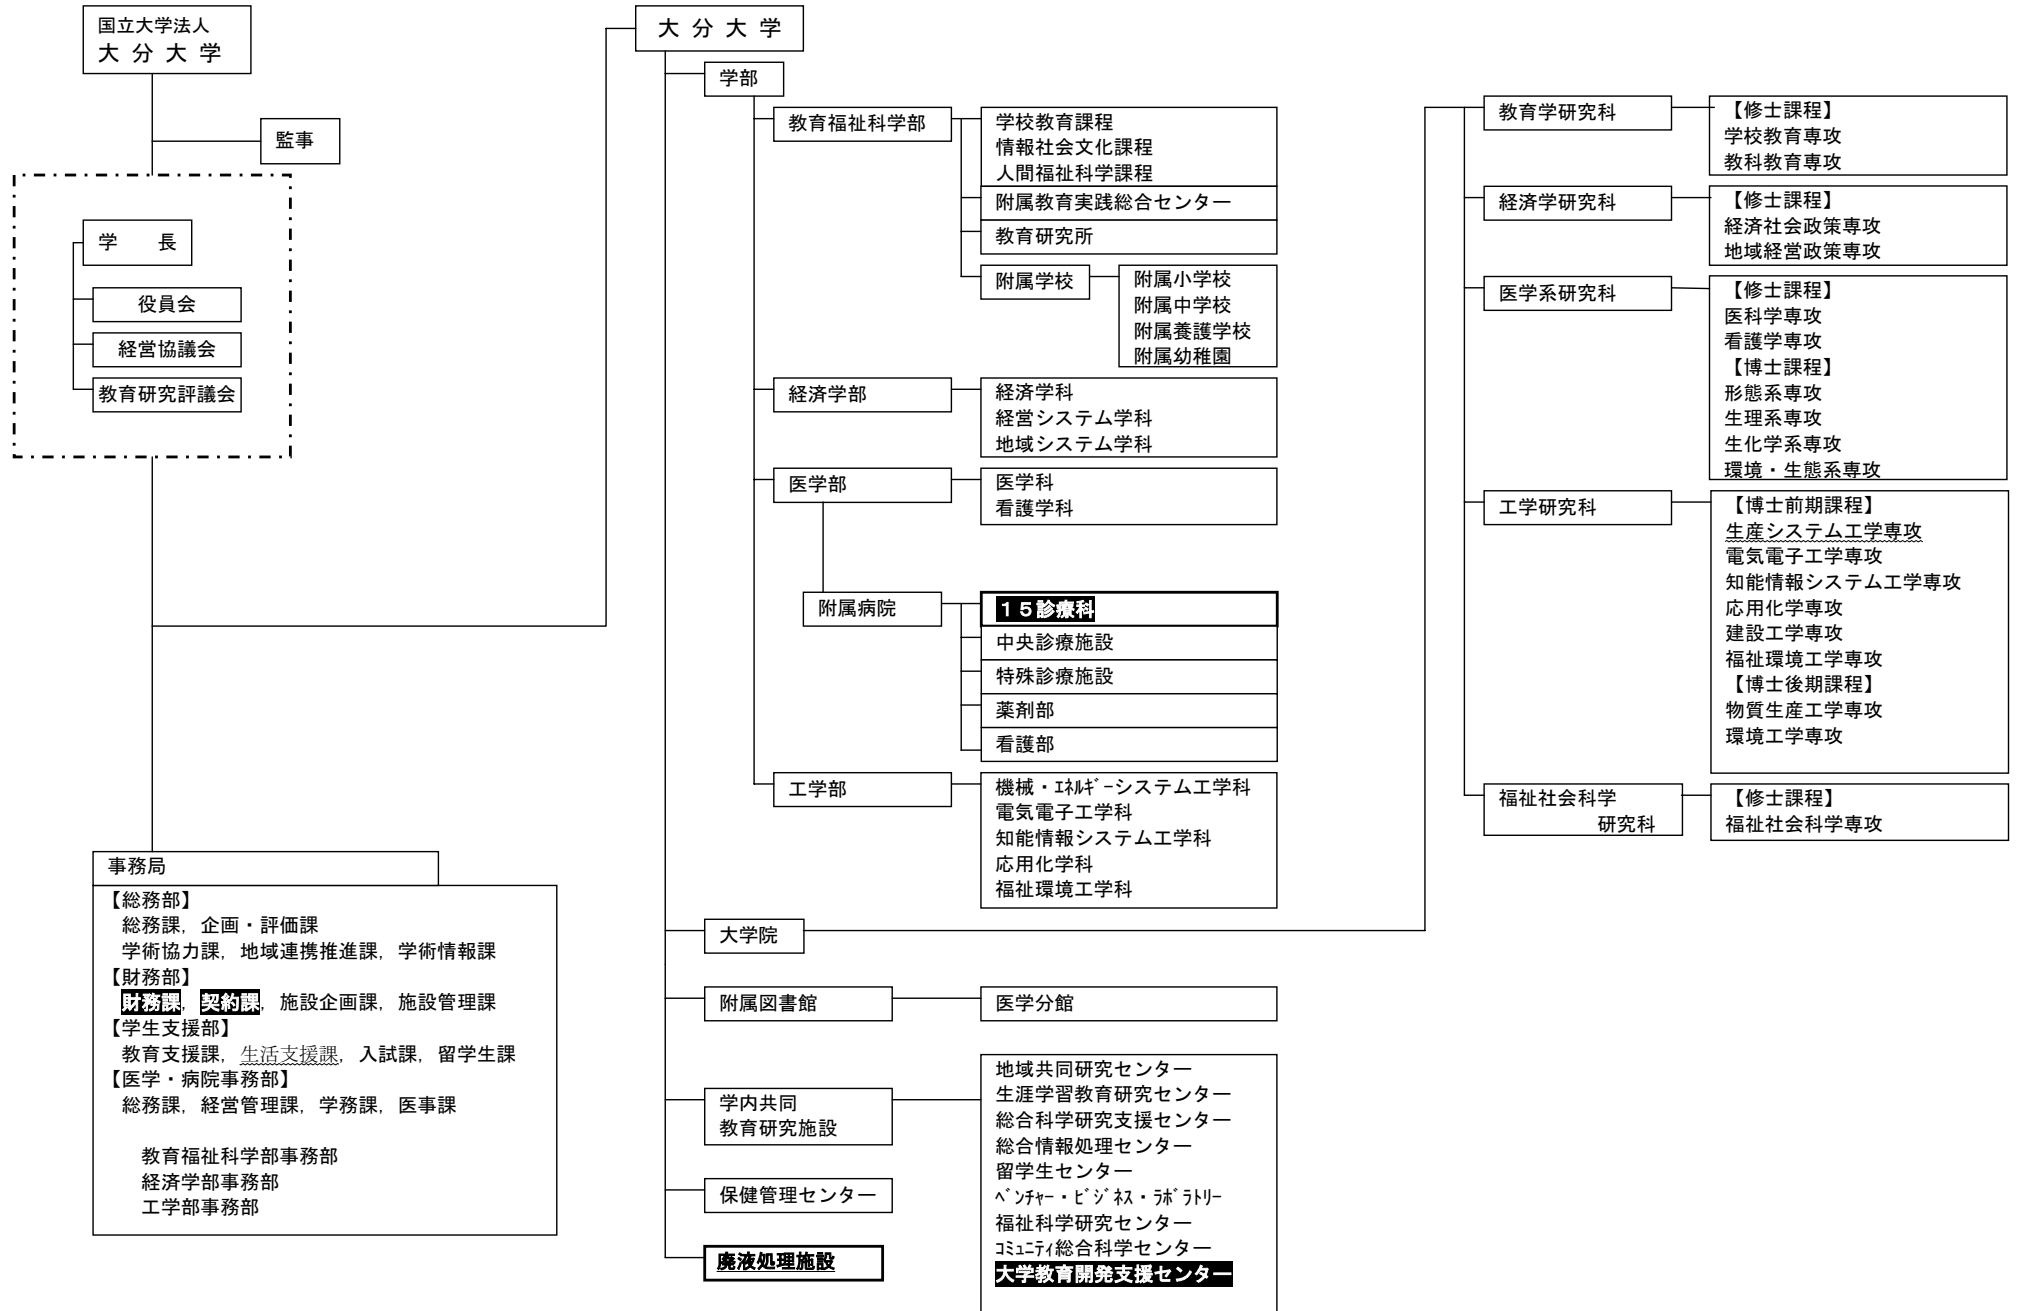 国立大学法人
大 分 大 学
監事
学　　長
役員会
経営協議会
教育研究評議会
事務局
【総務部】
総務課，企画・評価課
学術協力課，地域連携推進課，学術情報課
【財務部】
財務課，契約課，施設企画課，施設管理課
【学生支援部】
教育支援課，生活支援課，入試課，留学生課
【医学・病院事務部】
総務課，経営管理課，学務課，医事課
教育福祉科学部事務部
経済学部事務部
工学部事務部
大 分 大 学
学部
教育福祉科学部
学校教育課程
情報社会文化課程
人間福祉科学課程
附属教育実践総合センター
教育研究所
附属学校
附属小学校
附属中学校
附属養護学校
附属幼稚園
経済学部
経済学科
経営システム学科
地域システム学科
医学部
医学科
看護学科
附属病院
１５診療科
中央診療施設
特殊診療施設
薬剤部
看護部
工学部
機械・ｴﾈﾙｷﾞｰシステム工学科
電気電子工学科
知能情報システム工学科
応用化学科
福祉環境工学科
大学院
附属図書館
医学分館
学内共同
教育研究施設
地域共同研究センター
生涯学習教育研究センター
総合科学研究支援センター
総合情報処理センター
留学生センター
ﾍﾞﾝﾁｬｰ・ﾋﾞｼﾞﾈｽ・ﾗﾎﾞﾗﾄﾘｰ
福祉科学研究センター
ｺﾐｭﾆﾃｨ総合科学センター
大学教育開発支援センター
保健管理センター
廃液処理施設
教育学研究科
【修士課程】
学校教育専攻
教科教育専攻
経済学研究科
【修士課程】
経済社会政策専攻
地域経営政策専攻
医学系研究科
【修士課程】
医科学専攻
看護学専攻
【博士課程】
形態系専攻
生理系専攻
生化学系専攻
環境・生態系専攻
工学研究科
【博士前期課程】
生産システム工学専攻
電気電子工学専攻
知能情報システム工学専攻
応用化学専攻
建設工学専攻
福祉環境工学専攻
【博士後期課程】
物質生産工学専攻
環境工学専攻
福祉社会科学
研究科
【修士課程】
福祉社会科学専攻